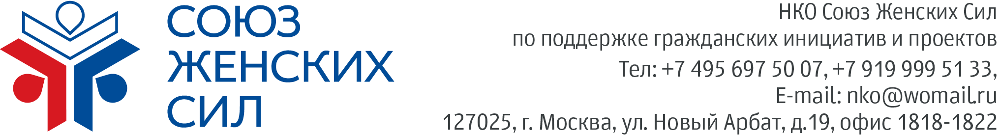 СОЮЗ
ЖЕНСКИХ
СИЛ
НКО Союз Женских Сил
по поддержке гражданских инициатив и проектов
Тел: +7 495 697 50 07, +7 919 999 51 33,
E-mail: nko@womail.ru
127025, г. Москва, ул. Новый Арбат, д.19, офис 1818-1822